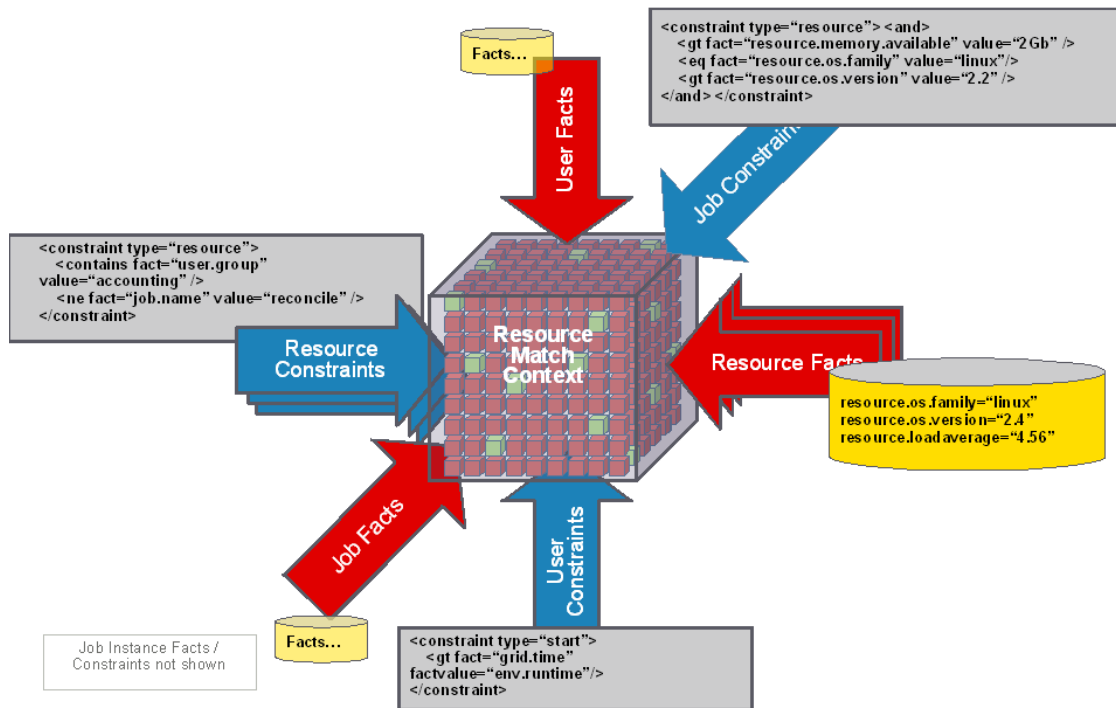 Facts...
User Facts
<constraint type=“resource”> <and>
<gt fact=“resource.memory.available” value=“2Gb” />
<eq fact=“resource.os.family” value=“linux”/>
<gt fact=“resource.os.version” value=“2.2” />
</and> </constraint>
Job Constraint
<constraint type=“resource”>
<contains fact=“user.group”
value=“accounting” />
<ne fact=“job.name” value=“reconcile” />
</constraint>
Resource
Constraints
Resource
Match
Context
Resource Facts
resource.os.family=“linux”
resource.os.version=“2.4”
resource.loadaverage=“4.56”
Job Facts
Facts...
User
Constraints
<constraint type=“start”>
<gt fact=“grid.time”
factvalue=“env.runtime”/>
</constraint>
Job Instance Facts /
Constraints not shown